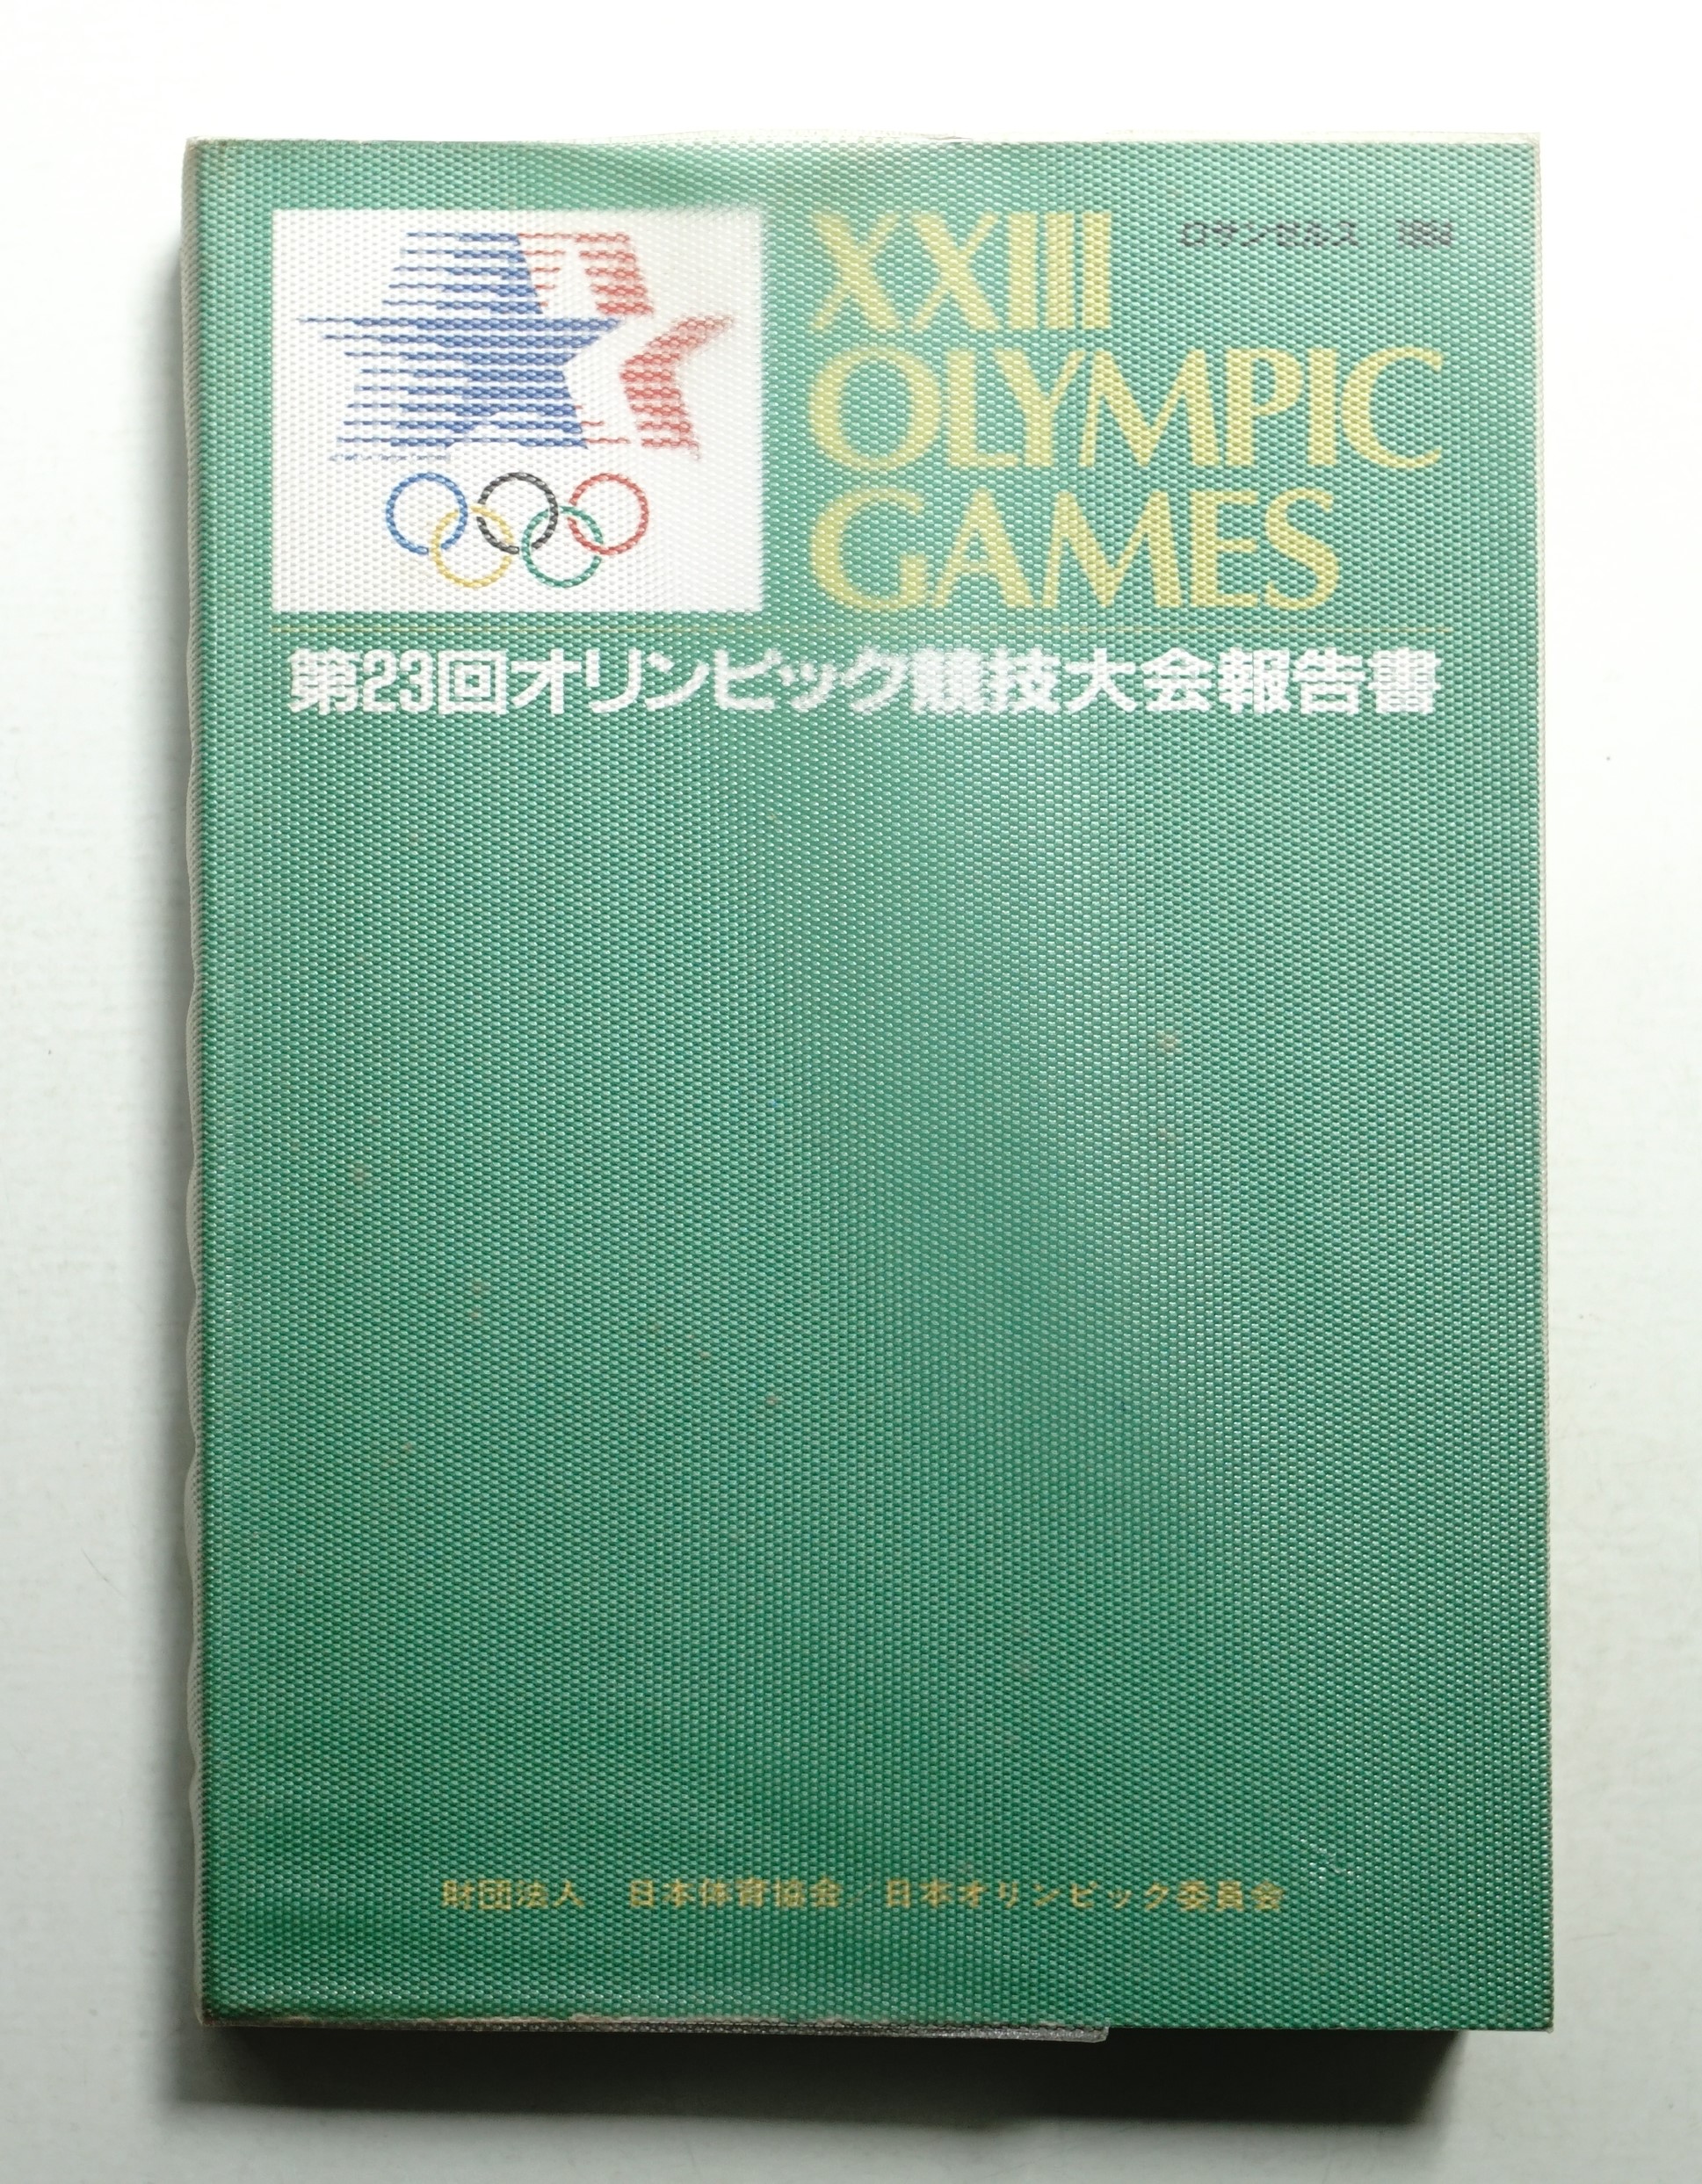 XXIII
ロサンゼルス 1984
OLYMPIC
GAMES
第23回オリンピック競技大会報告書
財団法人 日本体育協会/日本オリンピック委員会